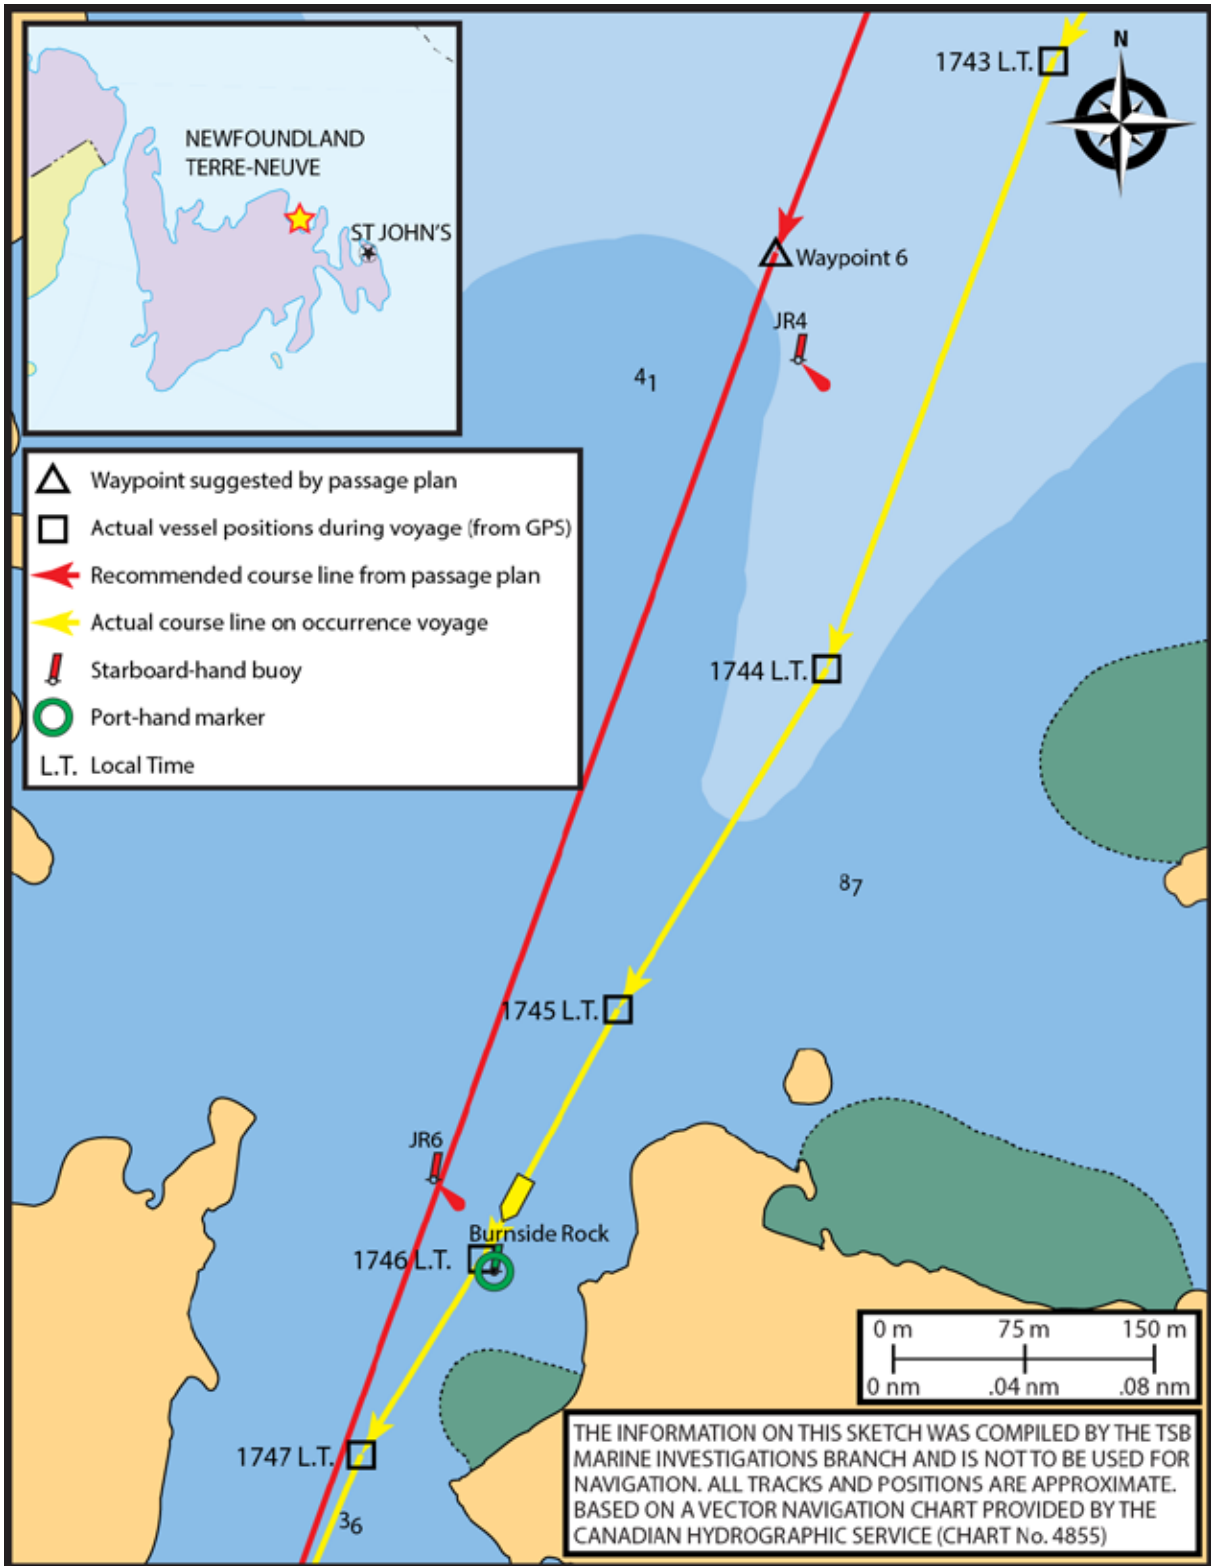 1743 L.T.
N
NEWFOUNDLAND
TERRE-NEUVE
ST JOHN'S
Waypoint 6
JR4
4₁
Waypoint suggested by passage plan
Actual vessel positions during voyage (from GPS)
Recommended course line from passage plan
Actual course line on occurrence voyage
Starboard-hand buoy
Port-hand marker
L.T. Local Time
1744 L.T.
8₇
1745 L.T.
JR6
Burnside Rock
1746 L.T.
0 m 75 m 150 m
0 nm .04 nm .08 nm
1747 L.T.
3₆
THE INFORMATION ON THIS SKETCH WAS COMPILED BY THE TSB
MARINE INVESTIGATIONS BRANCH AND IS NOT TO BE USED FOR
NAVIGATION. ALL TRACKS AND POSITIONS ARE APPROXIMATE.
BASED ON A VECTOR NAVIGATION CHART PROVIDED BY THE
CANADIAN HYDROGRAPHIC SERVICE (CHART No. 4855)